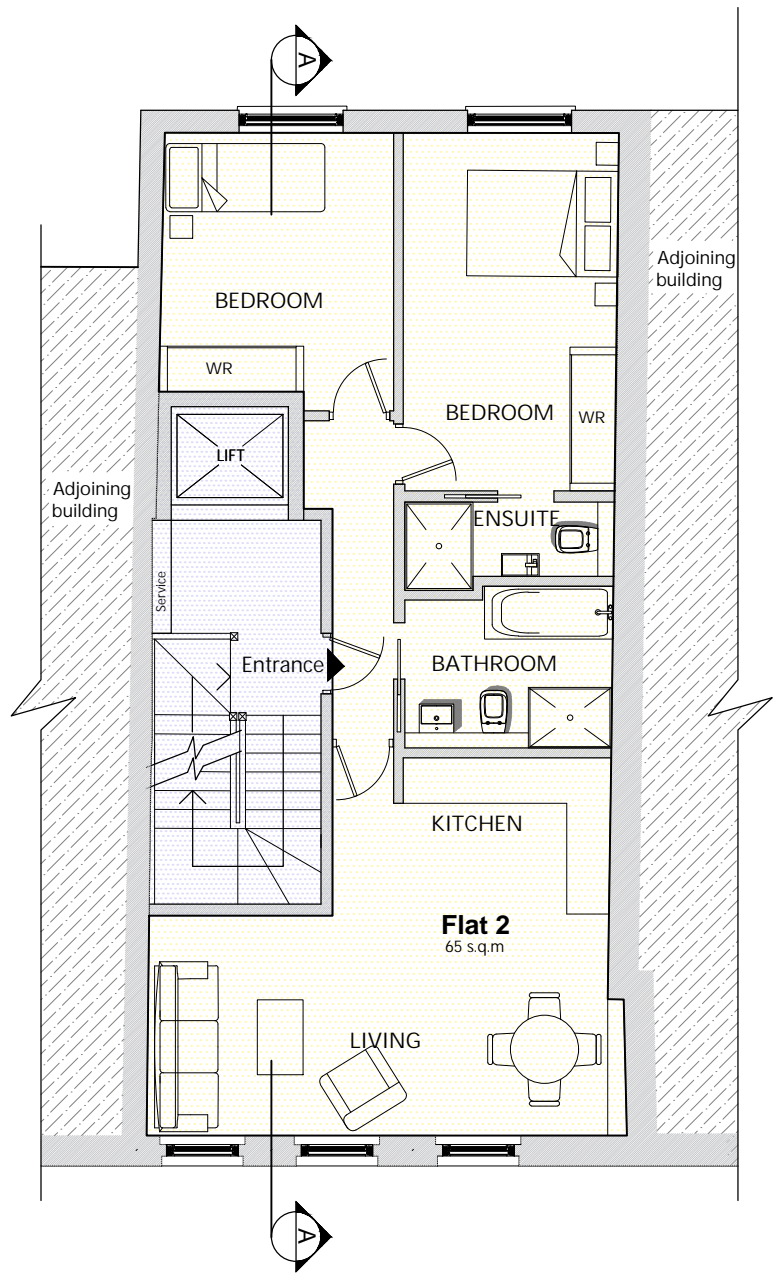 A
Adjoining
building
BEDROOM
WR
BEDROOM
WR
LIFT
Adjoining
building
ENSUITE
Service
Entrance
BATHROOM
KITCHEN
Flat 2
65 s.q.m
LIVING
A